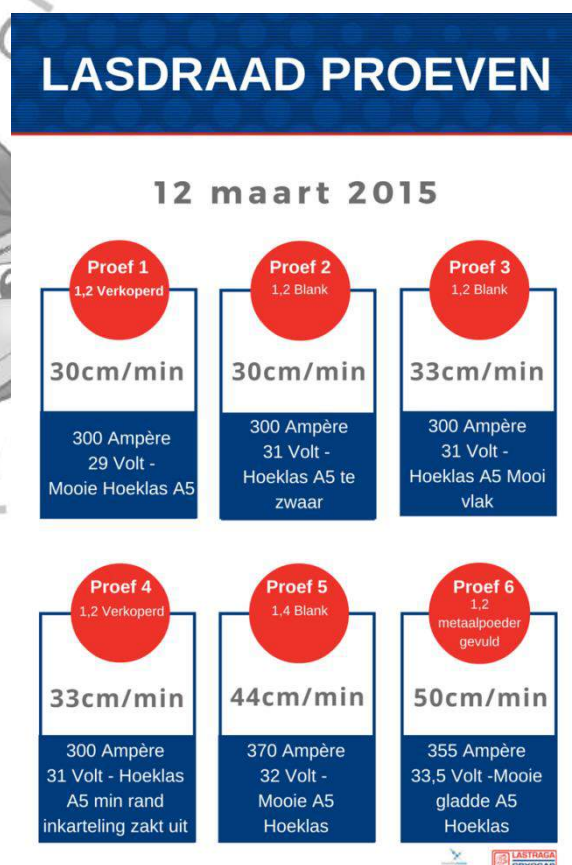 LASDRAAD PROEVEN
12 maart 2015
Proef 1
1,2 Verkoperd
30cm/min
300 Ampère
29 Volt -
Mooie Hoeklas A5
Proef 2
1,2 Blank
30cm/min
300 Ampère
31 Volt -
Hoeklas A5 te
zwaar
Proef 3
1,2 Blank
33cm/min
300 Ampère
31 Volt -
Hoeklas A5 Mooi
vlak
Proef 4
1,2 Verkoperd
33cm/min
300 Ampère
31 Volt - Hoeklas
A5 min rand
inkarteling zakt uit
Proef 5
1,4 Blank
44cm/min
370 Ampère
32 Volt -
Mooie A5
Hoeklas
Proef 6
1,2
metaalpoeder
gevuld
50cm/min
355 Ampère
33,5 Volt -Mooie
gladde A5
Hoeklas
LASTRAGA